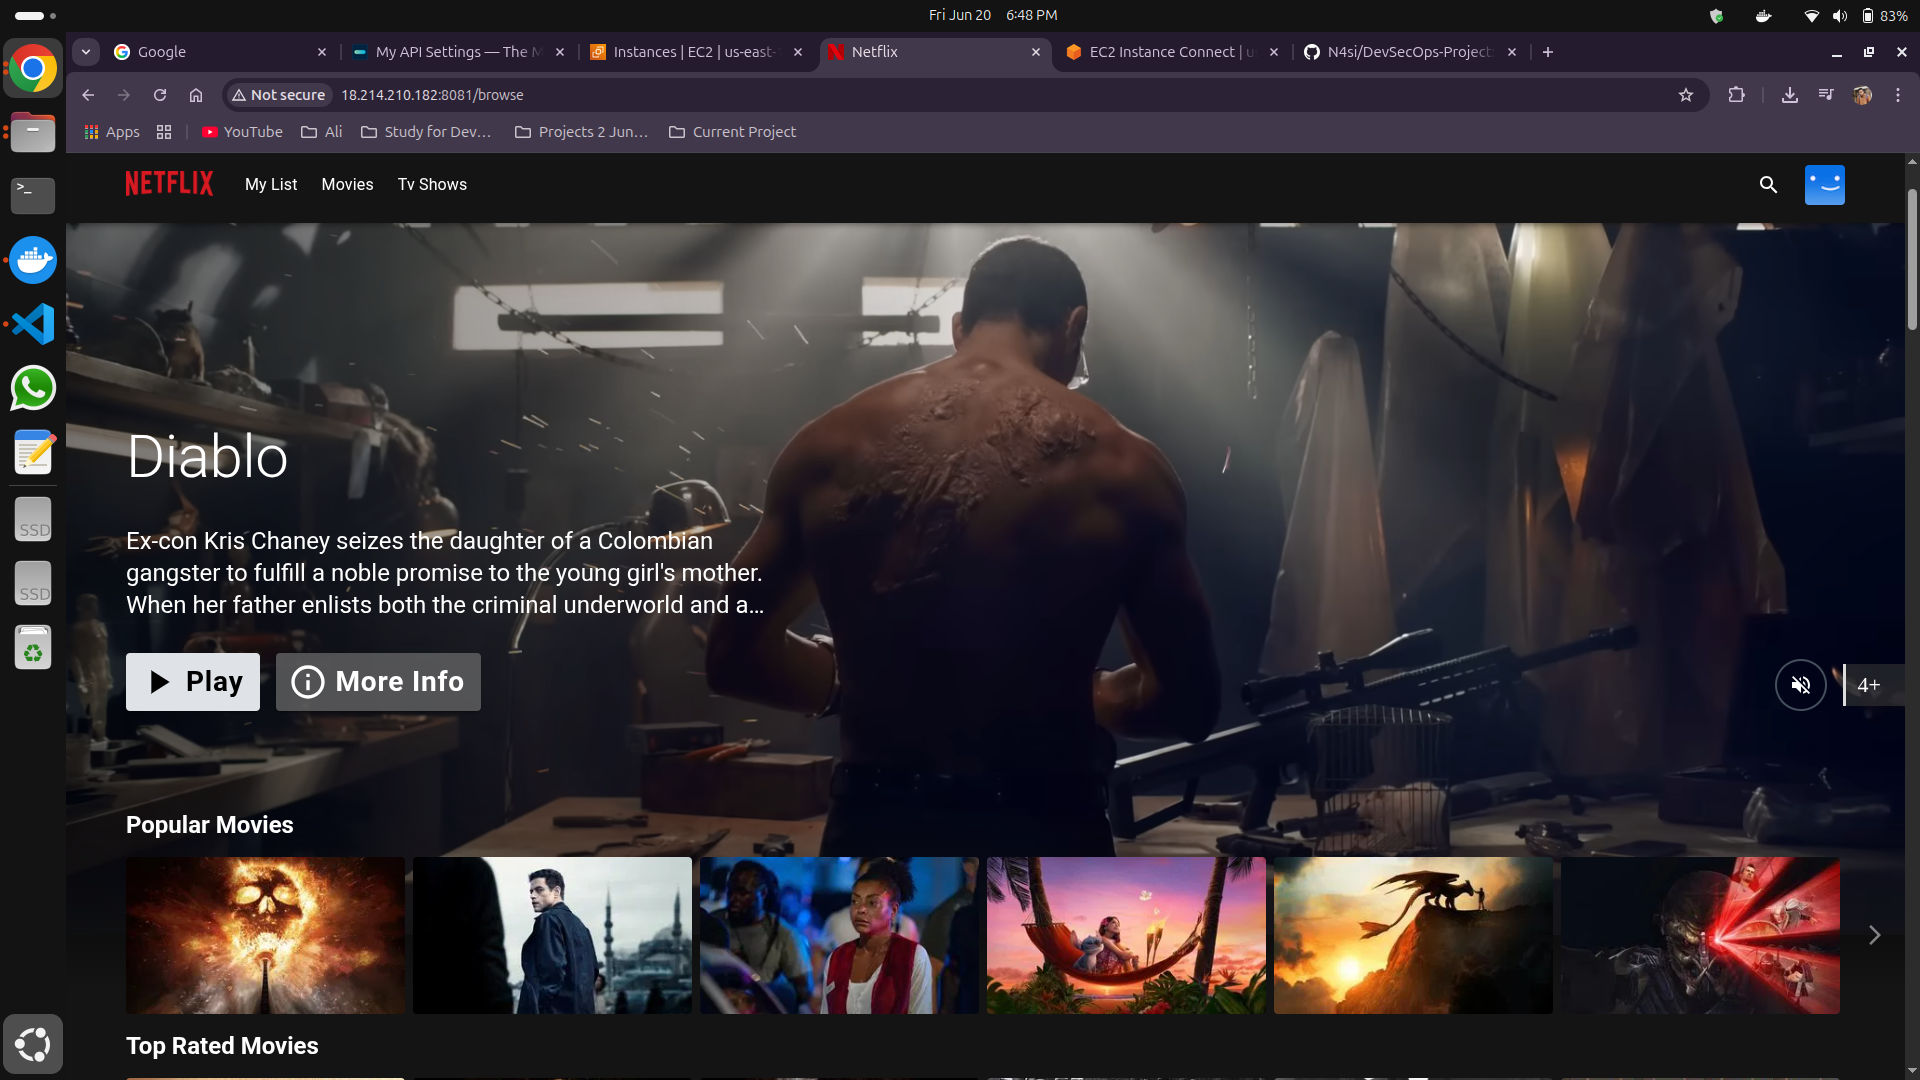 Fri Jun 20 6:48 PM
83%
Google
My API Settings — The M
Instances | EC2 | us-east-
Netflix
EC2 Instance Connect | u
N4si/DevSecOps-Project
Not secure
18.214.210.182:8081/browse
Apps
YouTube
Ali
Study for Dev...
Projects 2 Jun...
Current Project
NETFLIX
My List
Movies
Tv Shows
Diablo
Ex-con Kris Chaney seizes the daughter of a Colombian
gangster to fulfill a noble promise to the young girl's mother.
When her father enlists both the criminal underworld and a...
Play
More Info
4+
Popular Movies
Top Rated Movies
SSD
SSD